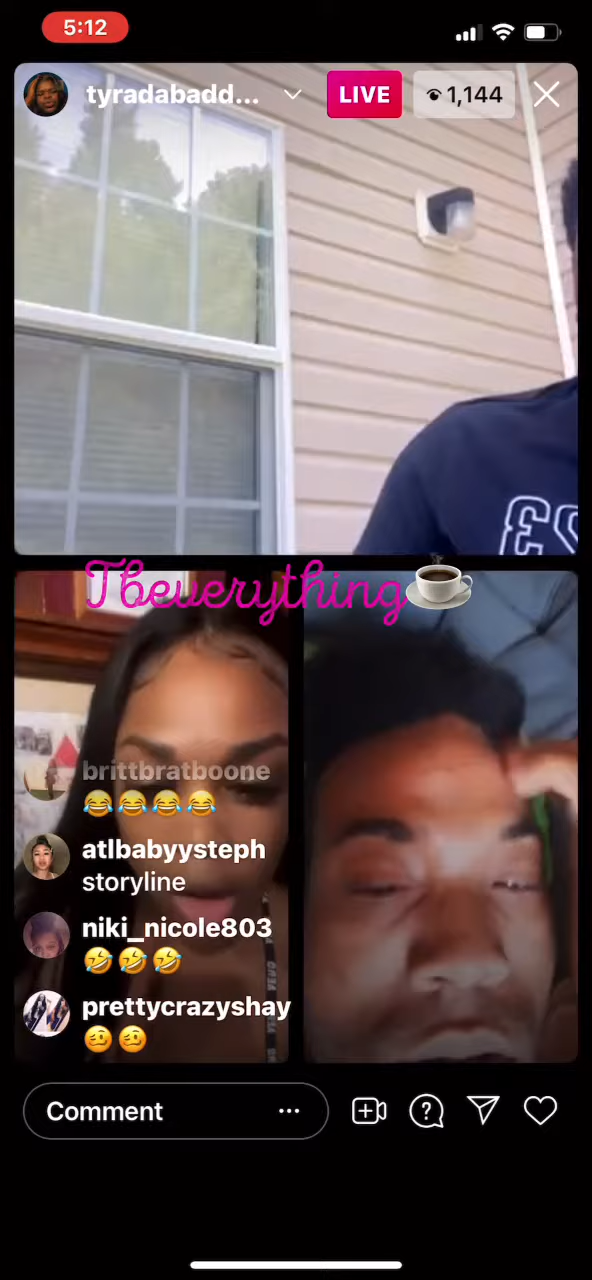 5:12
tyradabadd...
LIVE
1,144
Tbeverything
brittbratboone
😂😂😂😂
atlbabyysteph
storyline
niki_nicole803
🤣🤣🤣
prettycrazyshay
🥴🥴
Comment